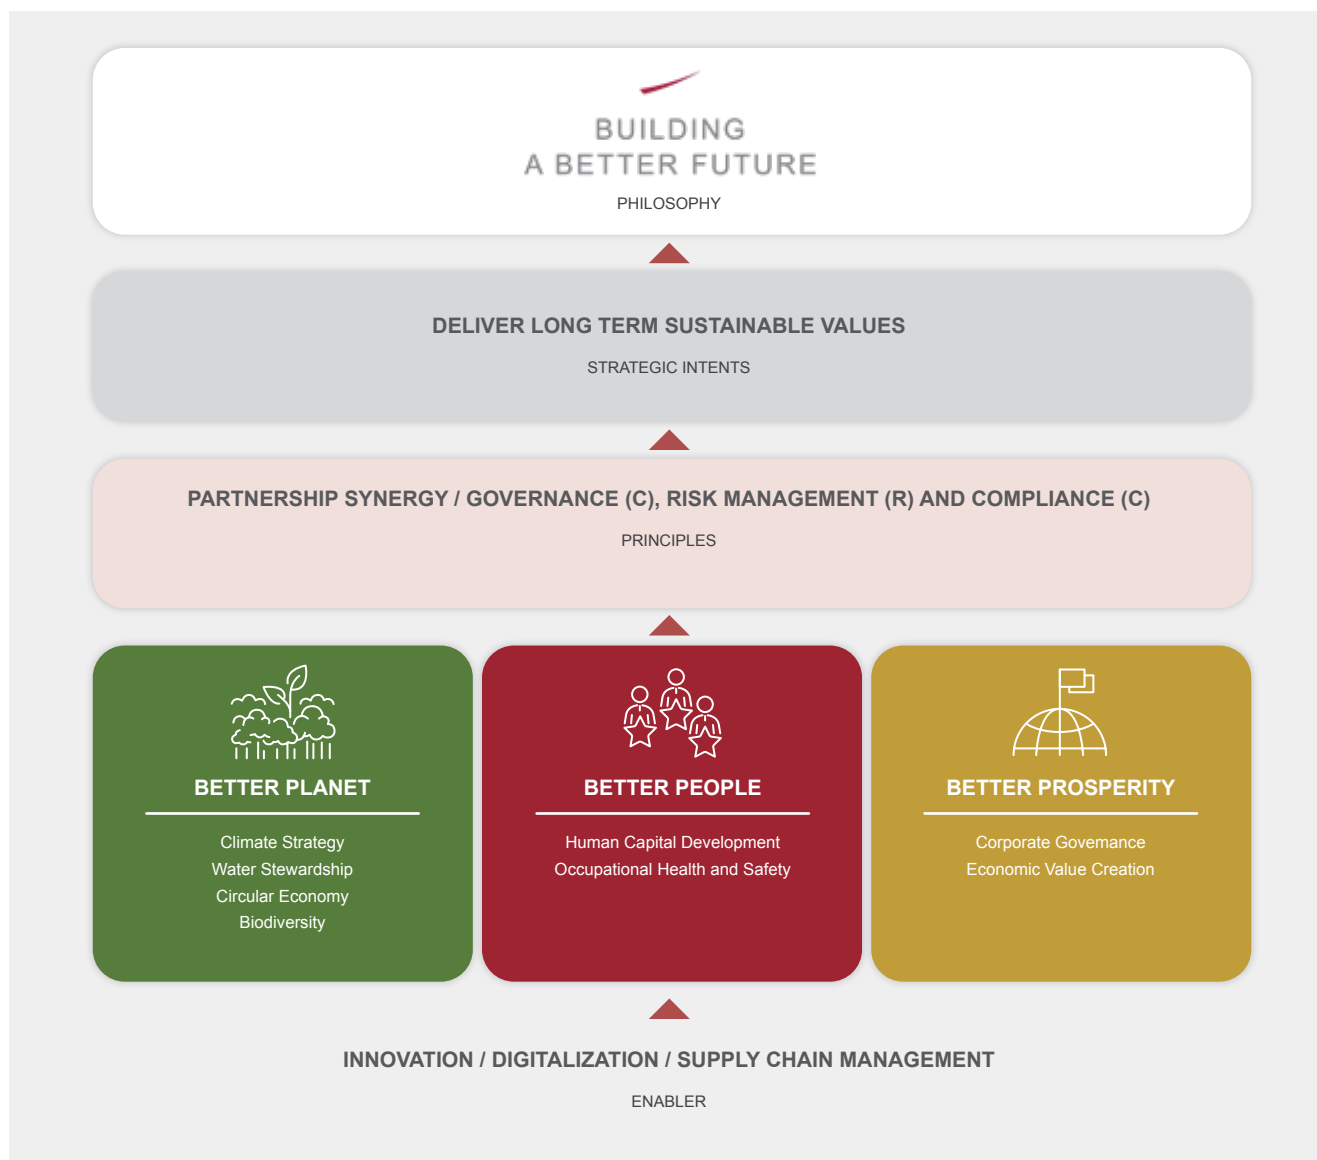 BUILDING
A BETTER FUTURE
PHILOSOPHY
DELIVER LONG TERM SUSTAINABLE VALUES
STRATEGIC INTENTS
PARTNERSHIP SYNERGY / GOVERNANCE (C), RISK MANAGEMENT (R) AND COMPLIANCE (C)
PRINCIPLES
BETTER PLANET
Climate Strategy
Water Stewardship
Circular Economy
Biodiversity
BETTER PEOPLE
Human Capital Development
Occupational Health and Safety
BETTER PROSPERITY
Corporate Govemance
Economic Value Creation
INNOVATION / DIGITALIZATION / SUPPLY CHAIN MANAGEMENT
ENABLER